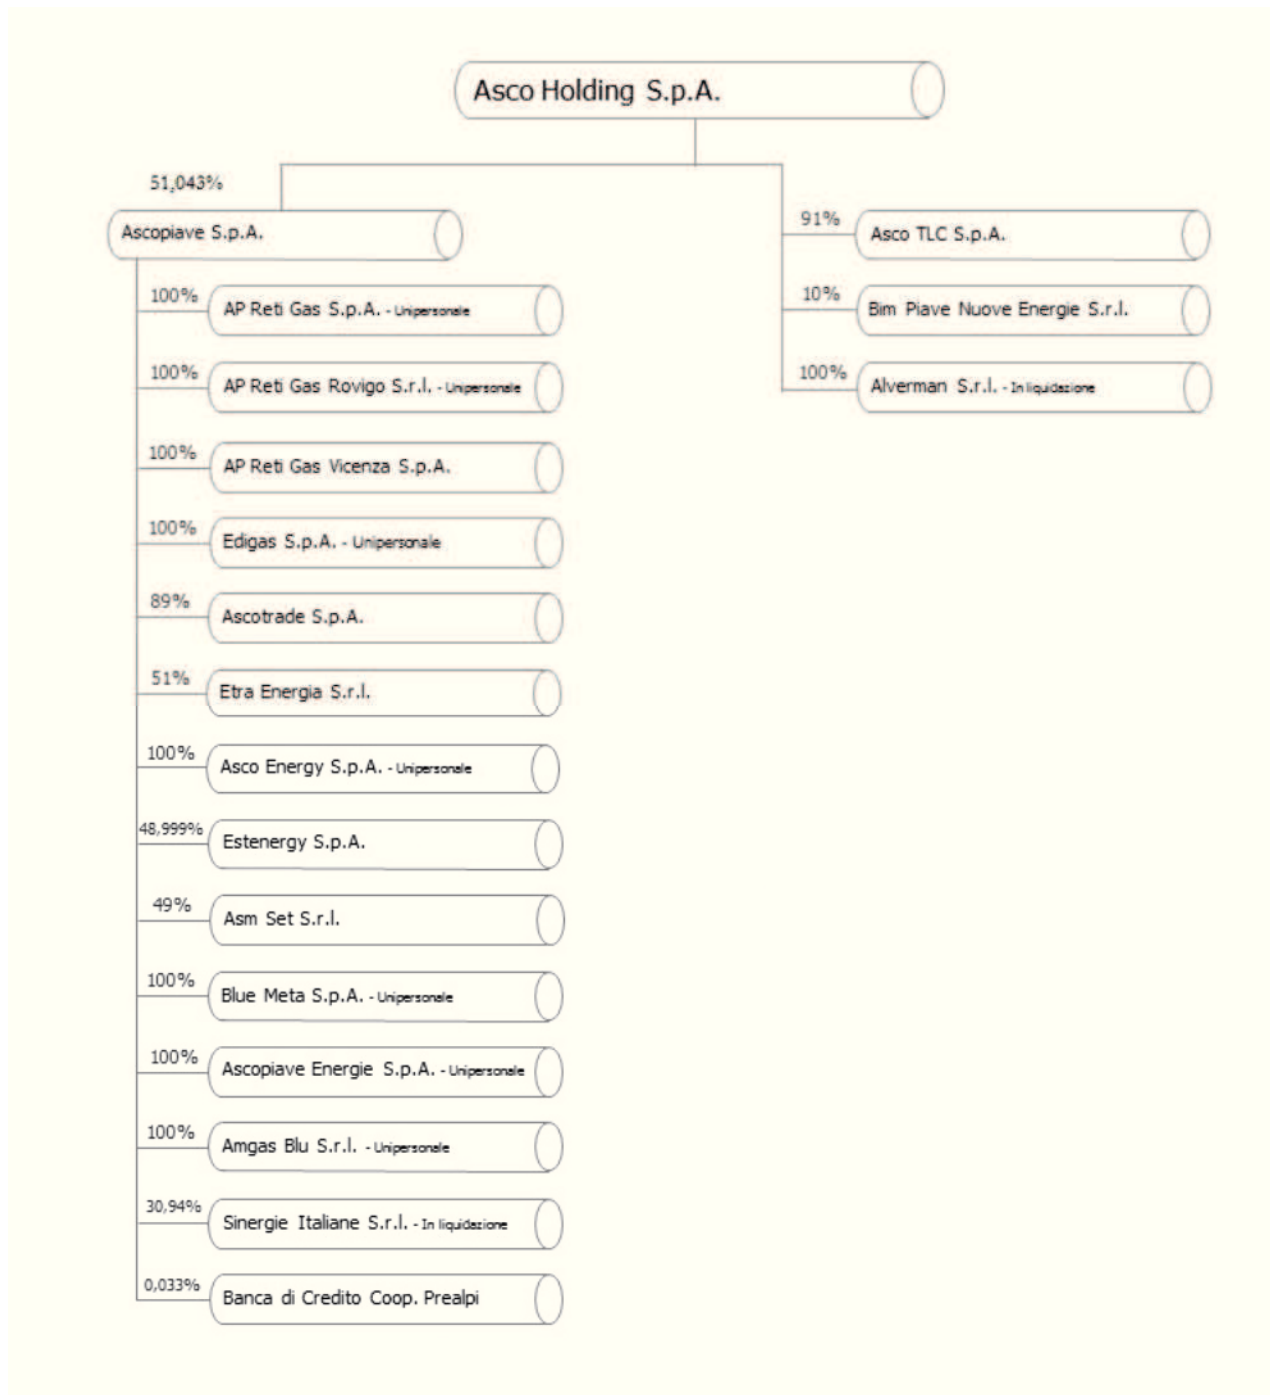 Asco Holding S.p.A.
51,043%
Ascopiave S.p.A.
100%
AP Reti Gas S.p.A. - Unipersonale
100%
AP Reti Gas Rovigo S.r.l. - Unipersonale
100%
AP Reti Gas Vicenza S.p.A.
100%
Edigas S.p.A. - Unipersonale
89%
Ascotrade S.p.A.
51%
Etra Energia S.r.l.
100%
Asco Energy S.p.A. - Unipersonale
48,999%
Estenergy S.p.A.
49%
Asm Set S.r.l.
100%
Blue Meta S.p.A. - Unipersonale
100%
Ascopiave Energie S.p.A. - Unipersonale
100%
Amgas Blu S.r.l. - Unipersonale
30,94%
Sinergie Italiane S.r.l. - In liquidazione
0,033%
Banca di Credito Coop. Prealpi
91%
Asco TLC S.p.A.
10%
Bim Piave Nuove Energie S.r.l.
100%
Alverman S.r.l. - In liquidazione